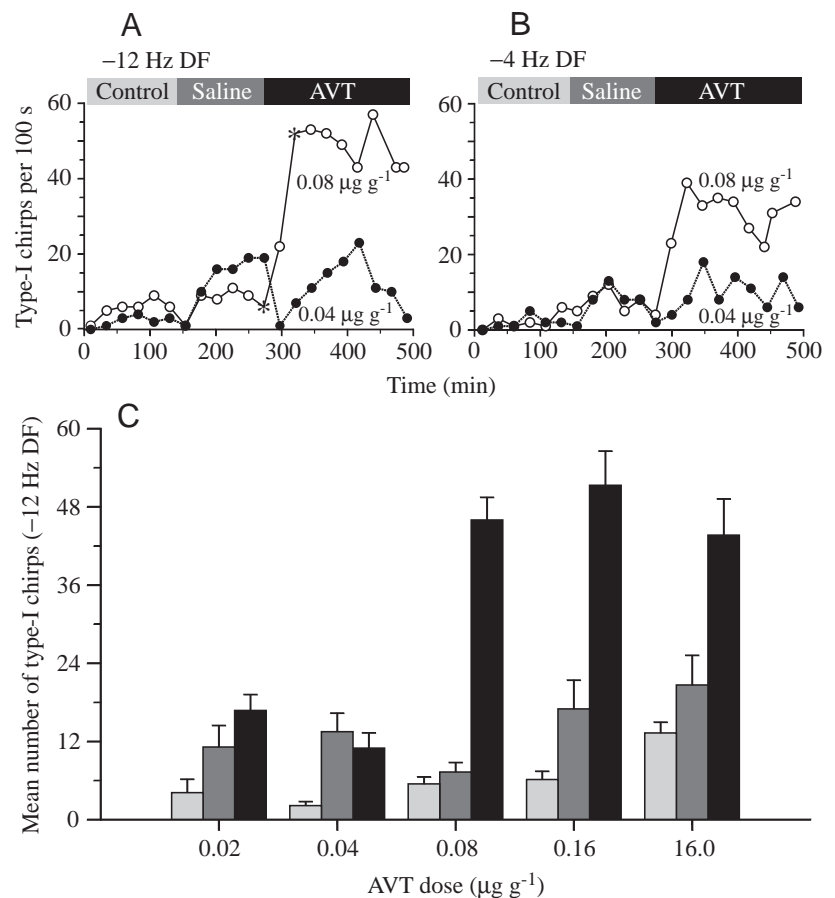 A
−12 Hz DF
Control Saline AVT
Type-I chirps per 100 s
60
40
20
0
0.08 µg g⁻¹
0.04 µg g⁻¹
*
*
0 100 200 300 400 500
B
−4 Hz DF
Control Saline AVT
60
40
20
0
0.08 µg g⁻¹
0.04 µg g⁻¹
0 100 200 300 400 500
Time (min)
C
Mean number of type-I chirps (−12 Hz DF)
60
48
36
24
12
0
0.02 0.04 0.08 0.16 16.0
AVT dose (µg g⁻¹)